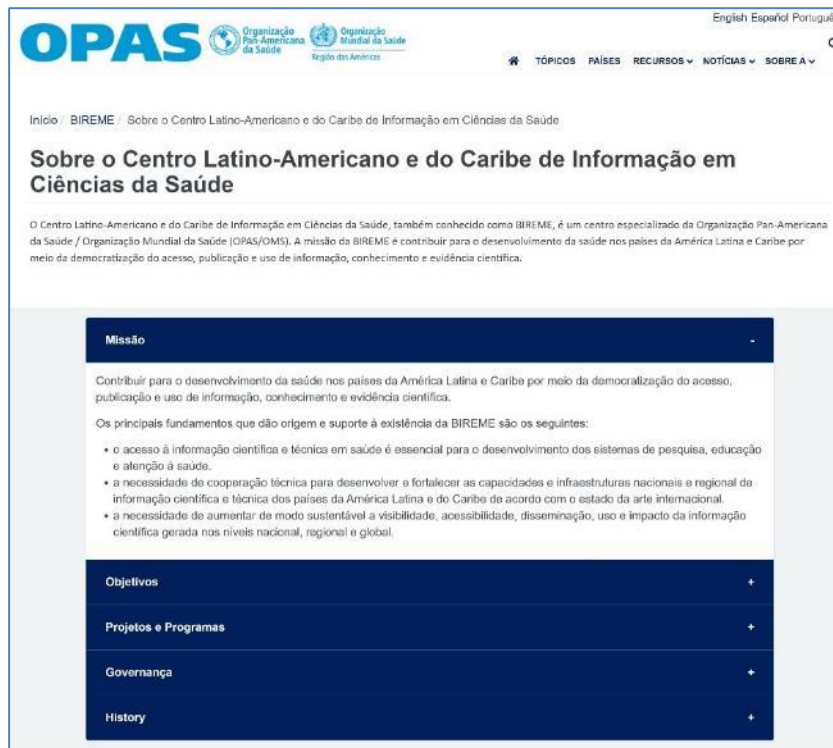 English Español Portuguê
OPAS
Organização
Pan-Americana
da Saúde
Organização
Mundial da Saúde
Região das Américas
TÓPICOS PAÍSES RECURSOS NOTÍCIAS SOBRE A
Início / BIREME / Sobre o Centro Latino-Americano e do Caribe de Informação em Ciências da Saúde
Sobre o Centro Latino-Americano e do Caribe de Informação em
Ciências da Saúde
O Centro Latino-Americano e do Caribe de Informação em Ciências da Saúde, também conhecido como BIREME, é um centro especializado da Organização Pan-Americana
da Saúde / Organização Mundial da Saúde (OPAS/OMS). A missão da BIREME é contribuir para o desenvolvimento da saúde nos países da América Latina e Caribe por
meio da democratização do acesso, publicação e uso de informação, conhecimento e evidência científica.
Missão -
Contribuir para o desenvolvimento da saúde nos países da América Latina e Caribe por meio da democratização do acesso,
publicação e uso de informação, conhecimento e evidência científica.
Os principais fundamentos que dão origem e suporte à existência da BIREME são os seguintes:
• o acesso à informação científica e técnica em saúde é essencial para o desenvolvimento dos sistemas de pesquisa, educação
e atenção à saúde.
• a necessidade de cooperação técnica para desenvolver e fortalecer as capacidades e infraestruturas nacionais e regional de
informação científica e técnica dos países da América Latina e do Caribe de acordo com o estado da arte internacional.
• a necessidade de aumentar de modo sustentável a visibilidade, acessibilidade, disseminação, uso e impacto da informação
científica gerada nos níveis nacional, regional e global.
Objetivos +
Projetos e Programas +
Governança +
History +